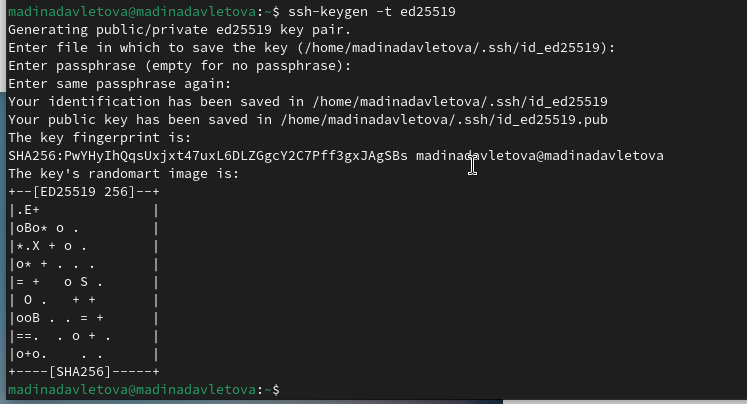 madinadavletova@madinadavletova:~$ ssh-keygen -t ed25519
Generating public/private ed25519 key pair.
Enter file in which to save the key (/home/madinadavletova/.ssh/id_ed25519):
Enter passphrase (empty for no passphrase):
Enter same passphrase again:
Your identification has been saved in /home/madinadavletova/.ssh/id_ed25519
Your public key has been saved in /home/madinadavletova/.ssh/id_ed25519.pub
The key fingerprint is:
SHA256:PwYHyIhQqsUxjxt47uxL6DLZGgcY2C7Pff3gxJAgSBs madinadavletova@madinadavletova
The key's randomart image is:
+--[ED25519 256]--+
|.E+              |
|oBo* o .         |
|*.X + o .        |
|o* + . . .       |
|= +   o S .      |
| O .   + +       |
|ooB . . = +      |
|==.  . o + .     |
|o+o.    . .      |
+----[SHA256]-----+
madinadavletova@madinadavletova:~$